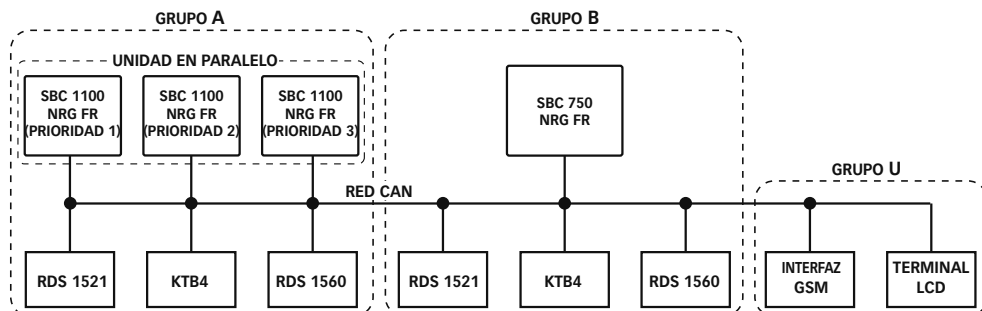 GRUPO A
UNIDAD EN PARALELO
SBC 1100
NRG FR
(PRIORIDAD 1)
SBC 1100
NRG FR
(PRIORIDAD 2)
SBC 1100
NRG FR
(PRIORIDAD 3)
GRUPO B
SBC 750
NRG FR
GRUPO U
RED CAN
RDS 1521
KTB4
RDS 1560
RDS 1521
KTB4
RDS 1560
INTERFAZ
GSM
TERMINAL
LCD